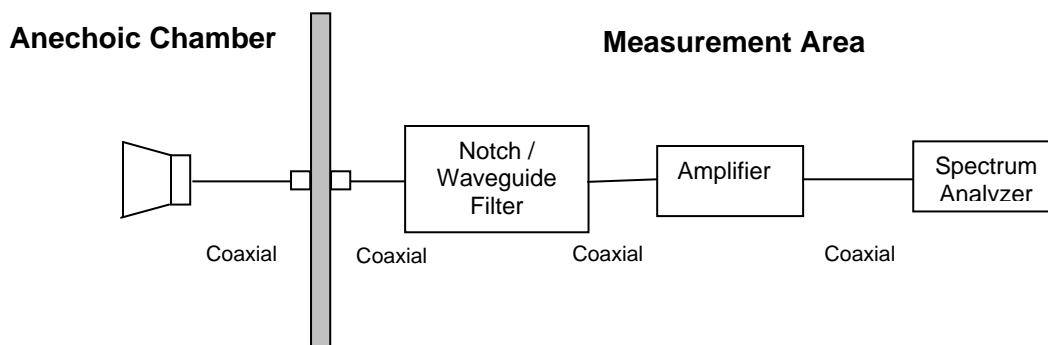 Anechoic Chamber
Measurement Area
Notch /
Waveguide
Filter
Amplifier
Spectrum
Analyzer
Coaxial
Coaxial
Coaxial
Coaxial